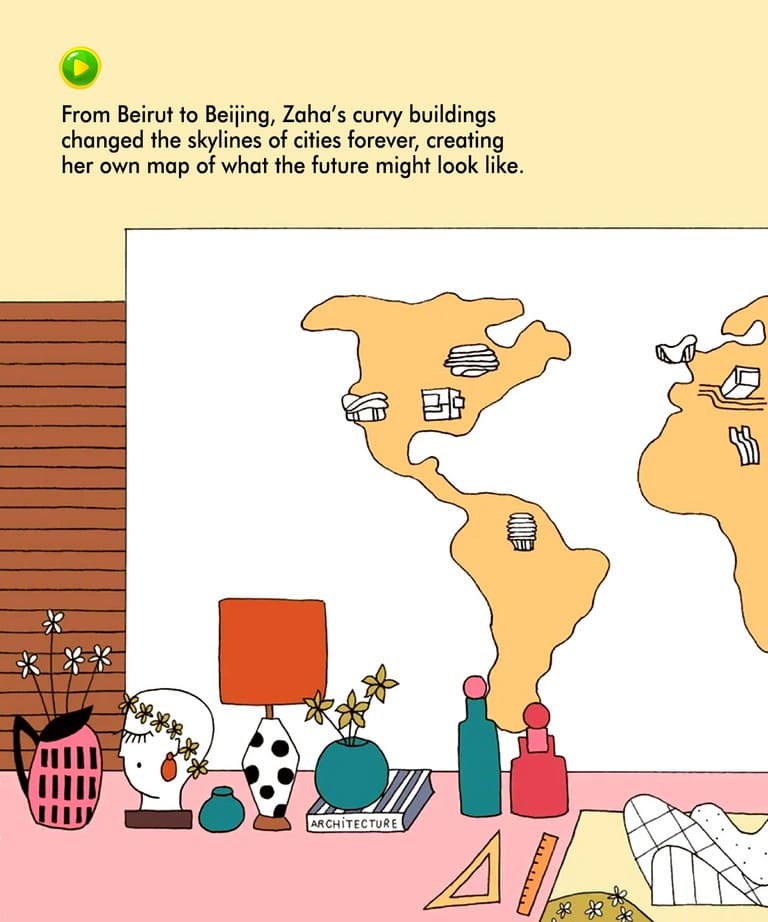 From Beirut to Beijing, Zaha's curvy buildings
changed the skylines of cities forever, creating
her own map of what the future might look like.
ARCHiTECTURE